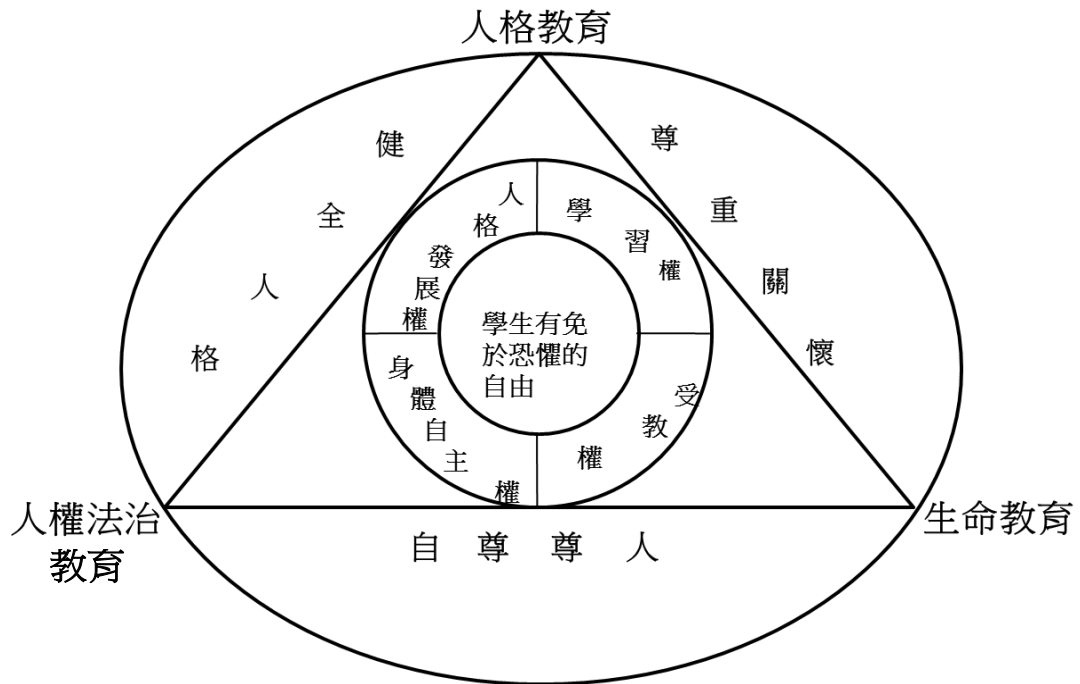 人格教育
健全人格
尊重關懷
人格發展權
學習權
學生有免
於恐懼的
自由
身體自主權
受教權
人權法治
教育
生命教育
自尊尊人